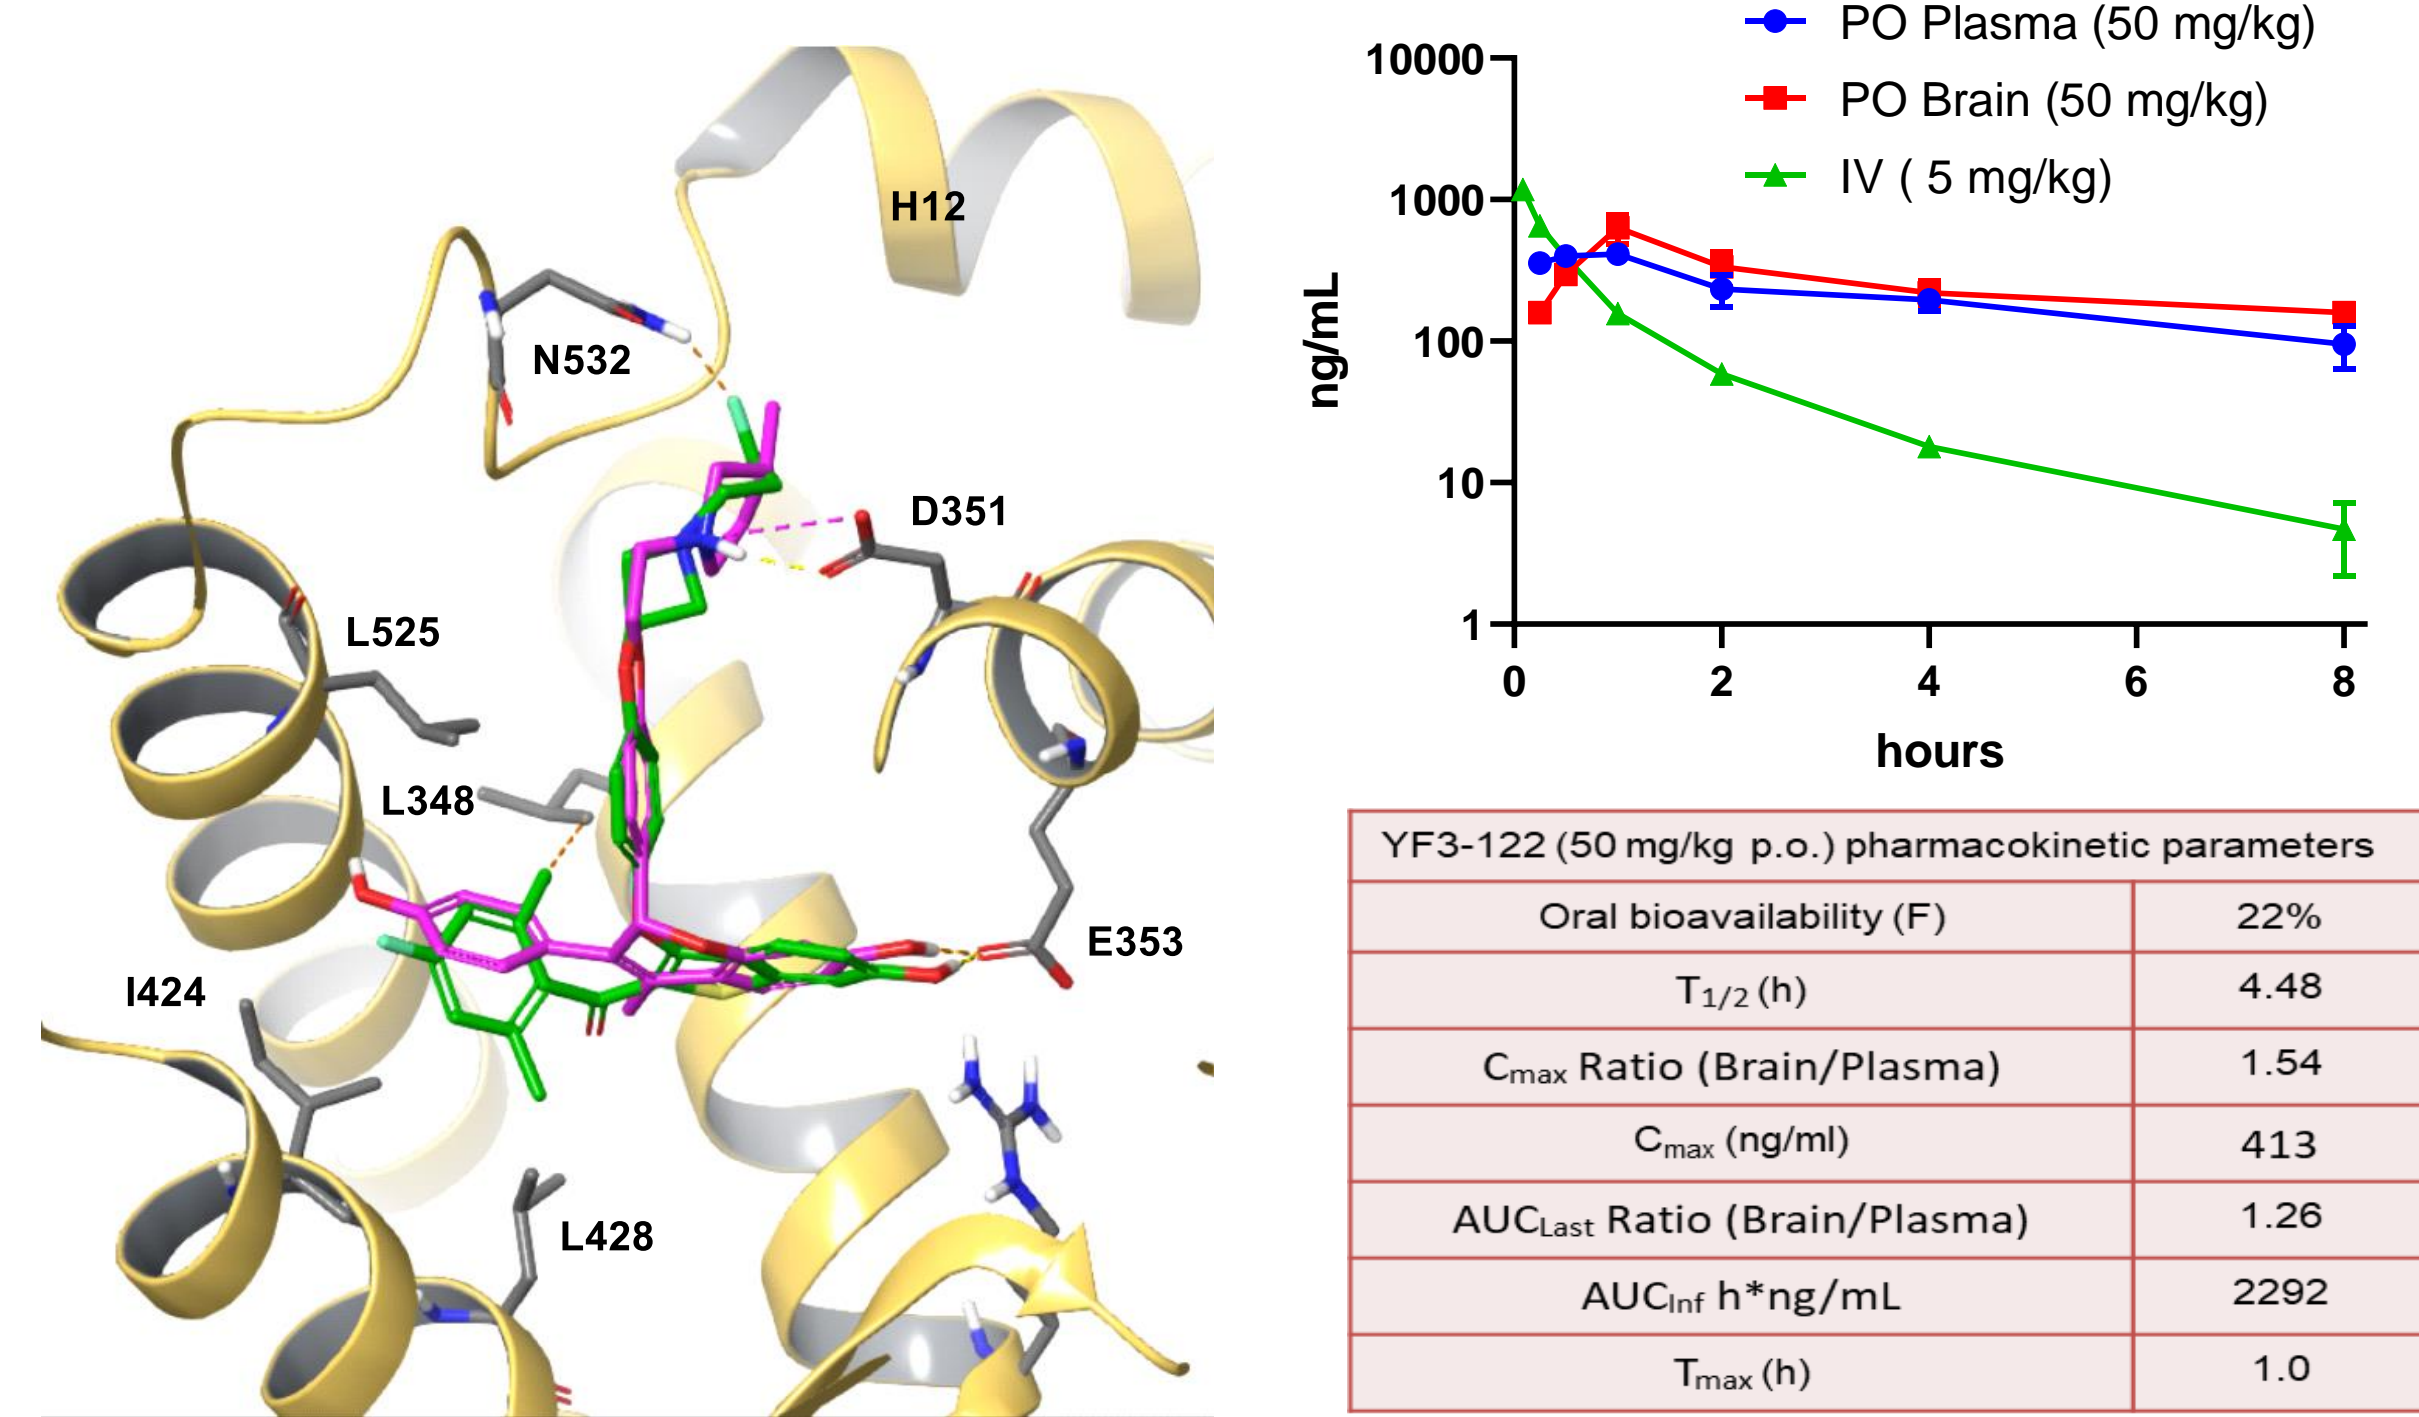 H12
N532
D351
L525
L348
E353
I424
L428
PO Plasma (50 mg/kg)
PO Brain (50 mg/kg)
IV ( 5 mg/kg)
10000
1000
100
10
1
ng/mL
0 2 4 6 8
hours
YF3-122 (50 mg/kg p.o.) pharmacokinetic parameters
Oral bioavailability (F) 22%
T1/2 (h) 4.48
Cmax Ratio (Brain/Plasma) 1.54
Cmax (ng/ml) 413
AUCLast Ratio (Brain/Plasma) 1.26
AUCInf h*ng/mL 2292
Tmax (h) 1.0